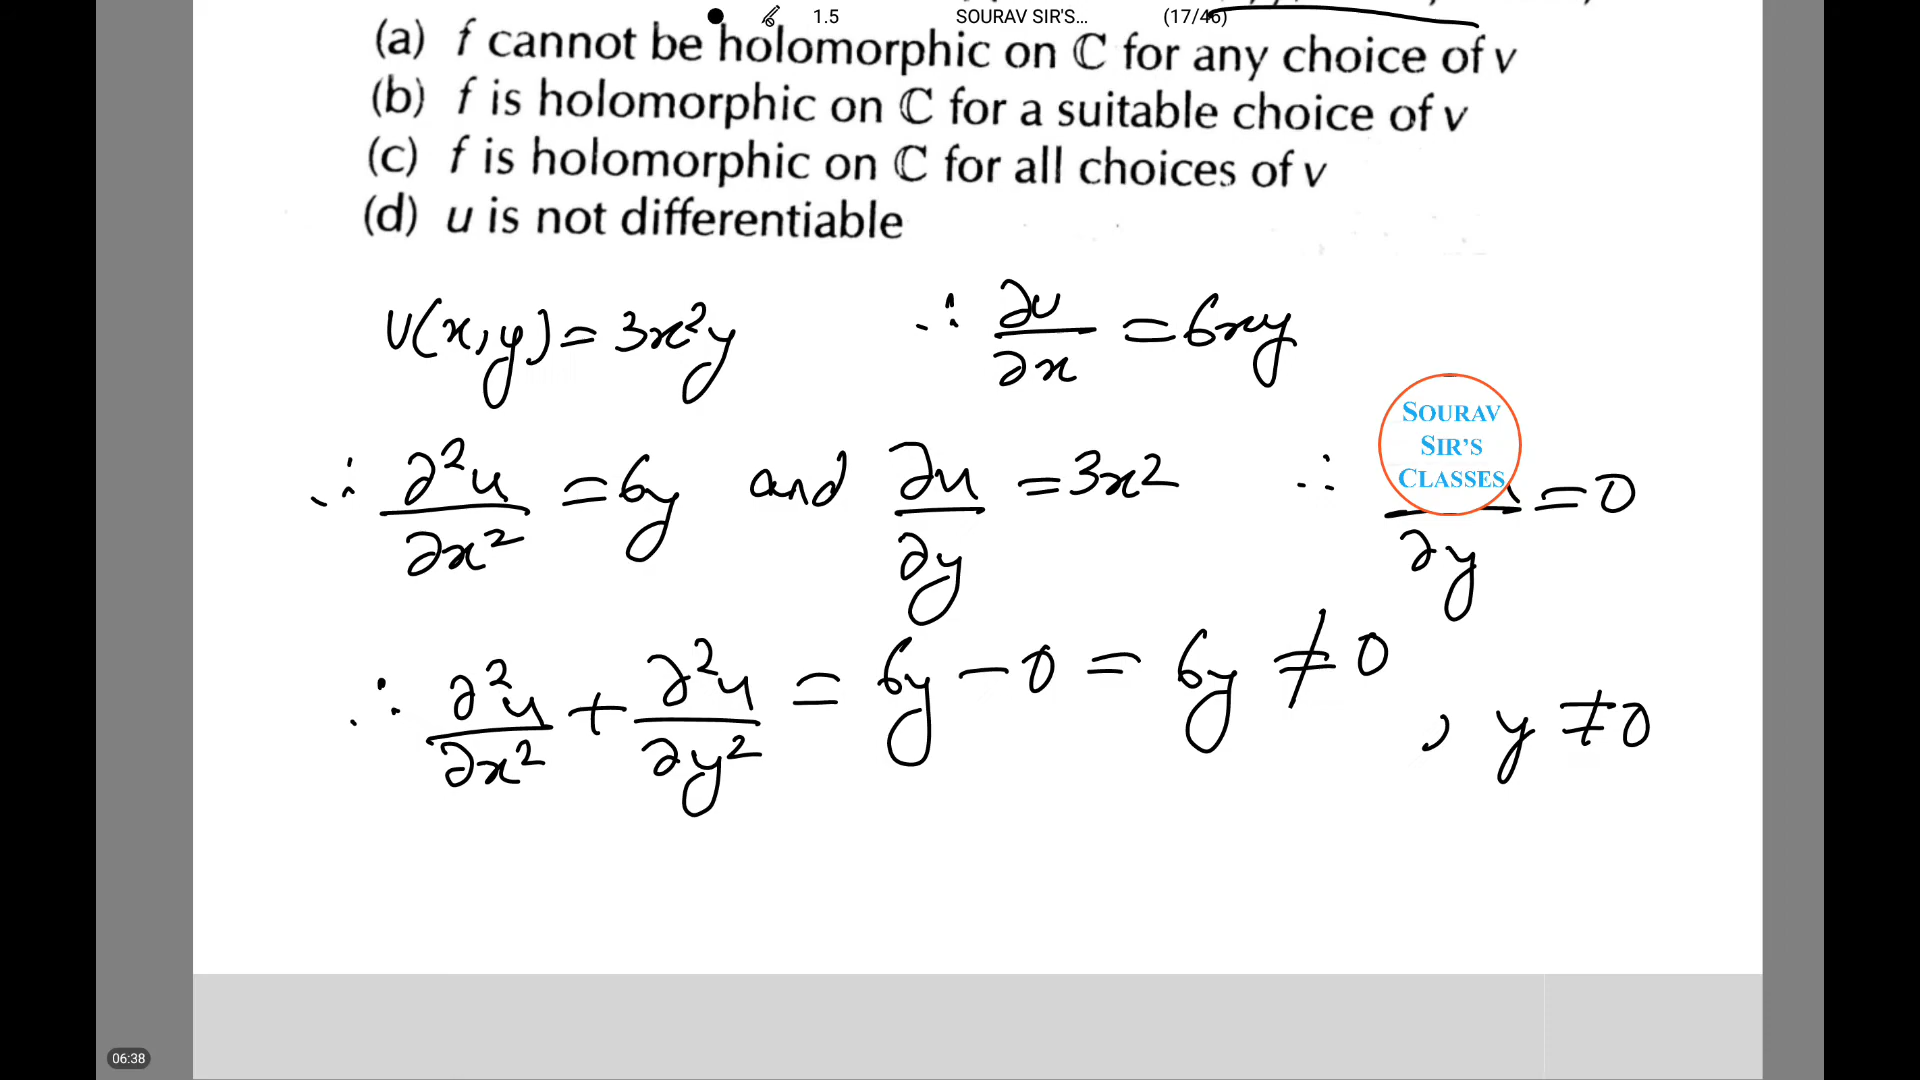 1.5 SOURAV SIR'S... (17/46)
(a) f cannot be holomorphic on ℂ for any choice of v
(b) f is holomorphic on ℂ for a suitable choice of v
(c) f is holomorphic on ℂ for all choices of v
(d) u is not differentiable
u(x,y) = 3x²y ∴ ∂u/∂x = 6xy
∴ ∂²u/∂x² = 6y and ∂u/∂y = 3x² ∴ /∂y = 0
SOURAV
SIR'S
CLASSES
∴ ∂²u/∂x² + ∂²u/∂y² = 6y - 0 = 6y ≠ 0
, y ≠ 0
06:38